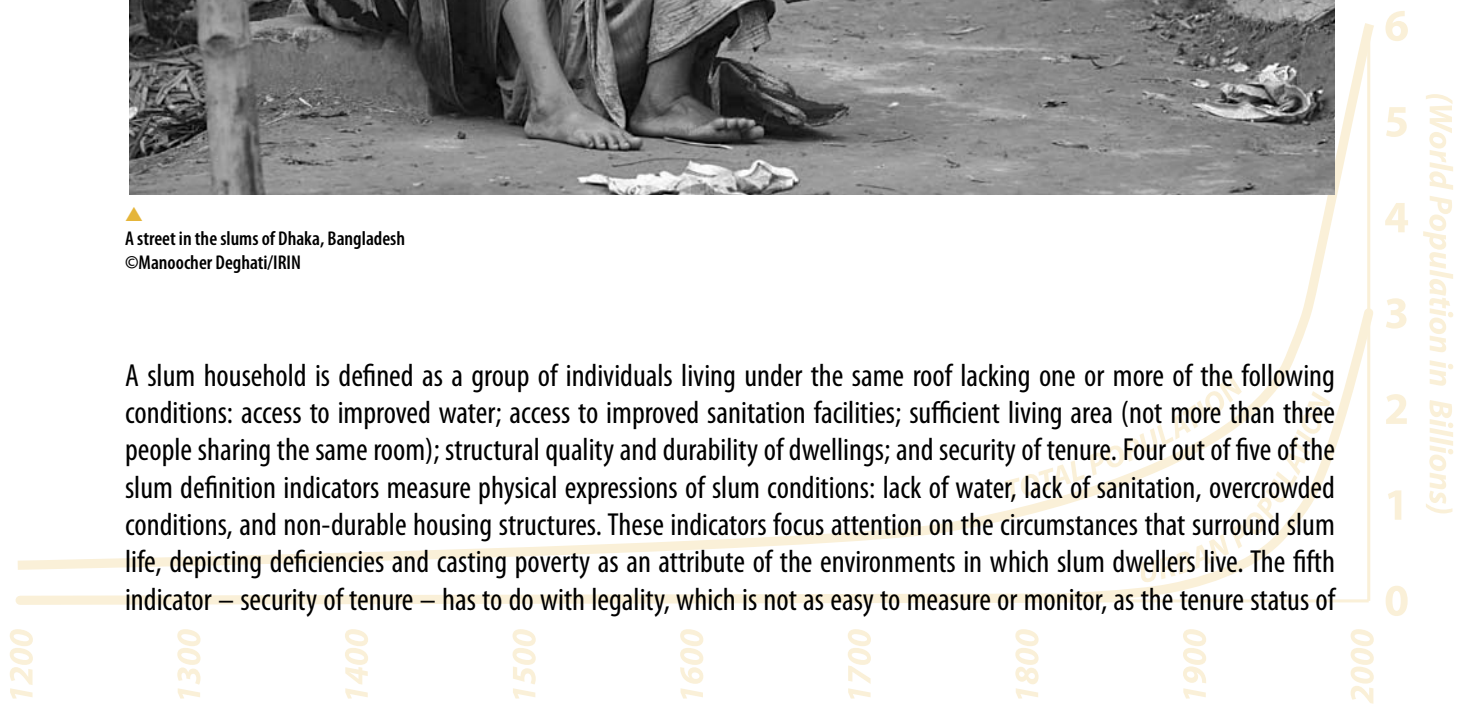 A street in the slums of Dhaka, Bangladesh
©Manoocher Deghati/IRIN
A slum household is defined as a group of individuals living under the same roof lacking one or more of the following
conditions: access to improved water; access to improved sanitation facilities; sufficient living area (not more than three
people sharing the same room); structural quality and durability of dwellings; and security of tenure. Four out of five of the
slum definition indicators measure physical expressions of slum conditions: lack of water, lack of sanitation, overcrowded
conditions, and non-durable housing structures. These indicators focus attention on the circumstances that surround slum
life, depicting deficiencies and casting poverty as an attribute of the environments in which slum dwellers live. The fifth
indicator – security of tenure – has to do with legality, which is not as easy to measure or monitor, as the tenure status of
TOTAL POPULATION
URBAN POPULATION
6
5
4
3
2
1
0
(World Population in Billions)
1200
1300
1400
1500
1600
1700
1800
1900
2000